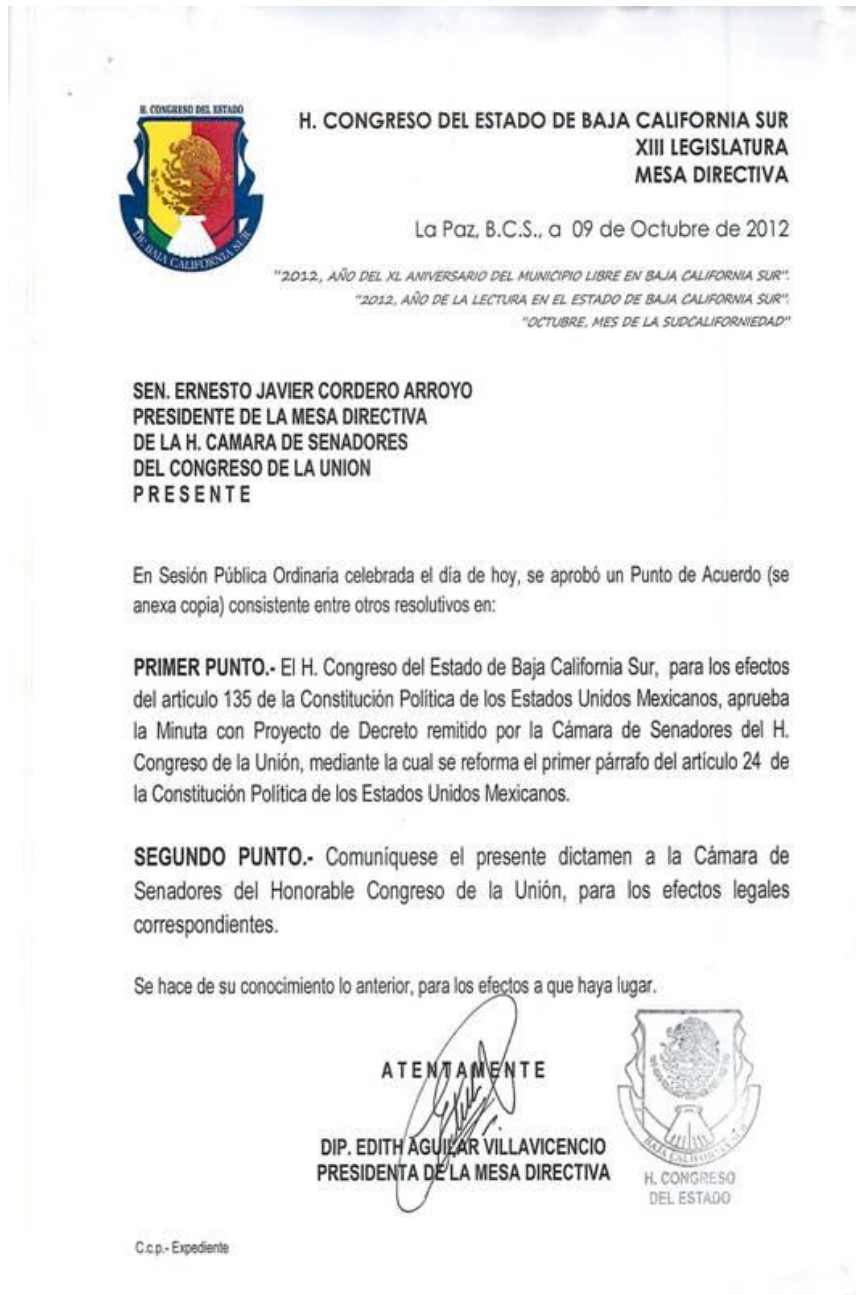 H. CONGRESO DEL ESTADO
DE BAJA CALIFORNIA SUR
H. CONGRESO DEL ESTADO DE BAJA CALIFORNIA SUR
XIII LEGISLATURA
MESA DIRECTIVA
La Paz, B.C.S., a 09 de Octubre de 2012
"2012, AÑO DEL XL ANIVERSARIO DEL MUNICIPIO LIBRE EN BAJA CALIFORNIA SUR".
"2012, AÑO DE LA LECTURA EN EL ESTADO DE BAJA CALIFORNIA SUR".
"OCTUBRE, MES DE LA SUDCALIFORNIEDAD"
SEN. ERNESTO JAVIER CORDERO ARROYO
PRESIDENTE DE LA MESA DIRECTIVA
DE LA H. CAMARA DE SENADORES
DEL CONGRESO DE LA UNION
P R E S E N T E
En Sesión Pública Ordinaria celebrada el día de hoy, se aprobó un Punto de Acuerdo (se
anexa copia) consistente entre otros resolutivos en:
PRIMER PUNTO.- El H. Congreso del Estado de Baja California Sur, para los efectos
del artículo 135 de la Constitución Política de los Estados Unidos Mexicanos, aprueba
la Minuta con Proyecto de Decreto remitido por la Cámara de Senadores del H.
Congreso de la Unión, mediante la cual se reforma el primer párrafo del artículo 24 de
la Constitución Política de los Estados Unidos Mexicanos.
SEGUNDO PUNTO.- Comuníquese el presente dictamen a la Cámara de
Senadores del Honorable Congreso de la Unión, para los efectos legales
correspondientes.
Se hace de su conocimiento lo anterior, para los efectos a que haya lugar.
A T E N T A M E N T E
DIP. EDITH AGUILAR VILLAVICENCIO
PRESIDENTA DE LA MESA DIRECTIVA
BAJA CALIFORNIA SUR
H. CONGRESO
DEL ESTADO
C.c.p.- Expediente